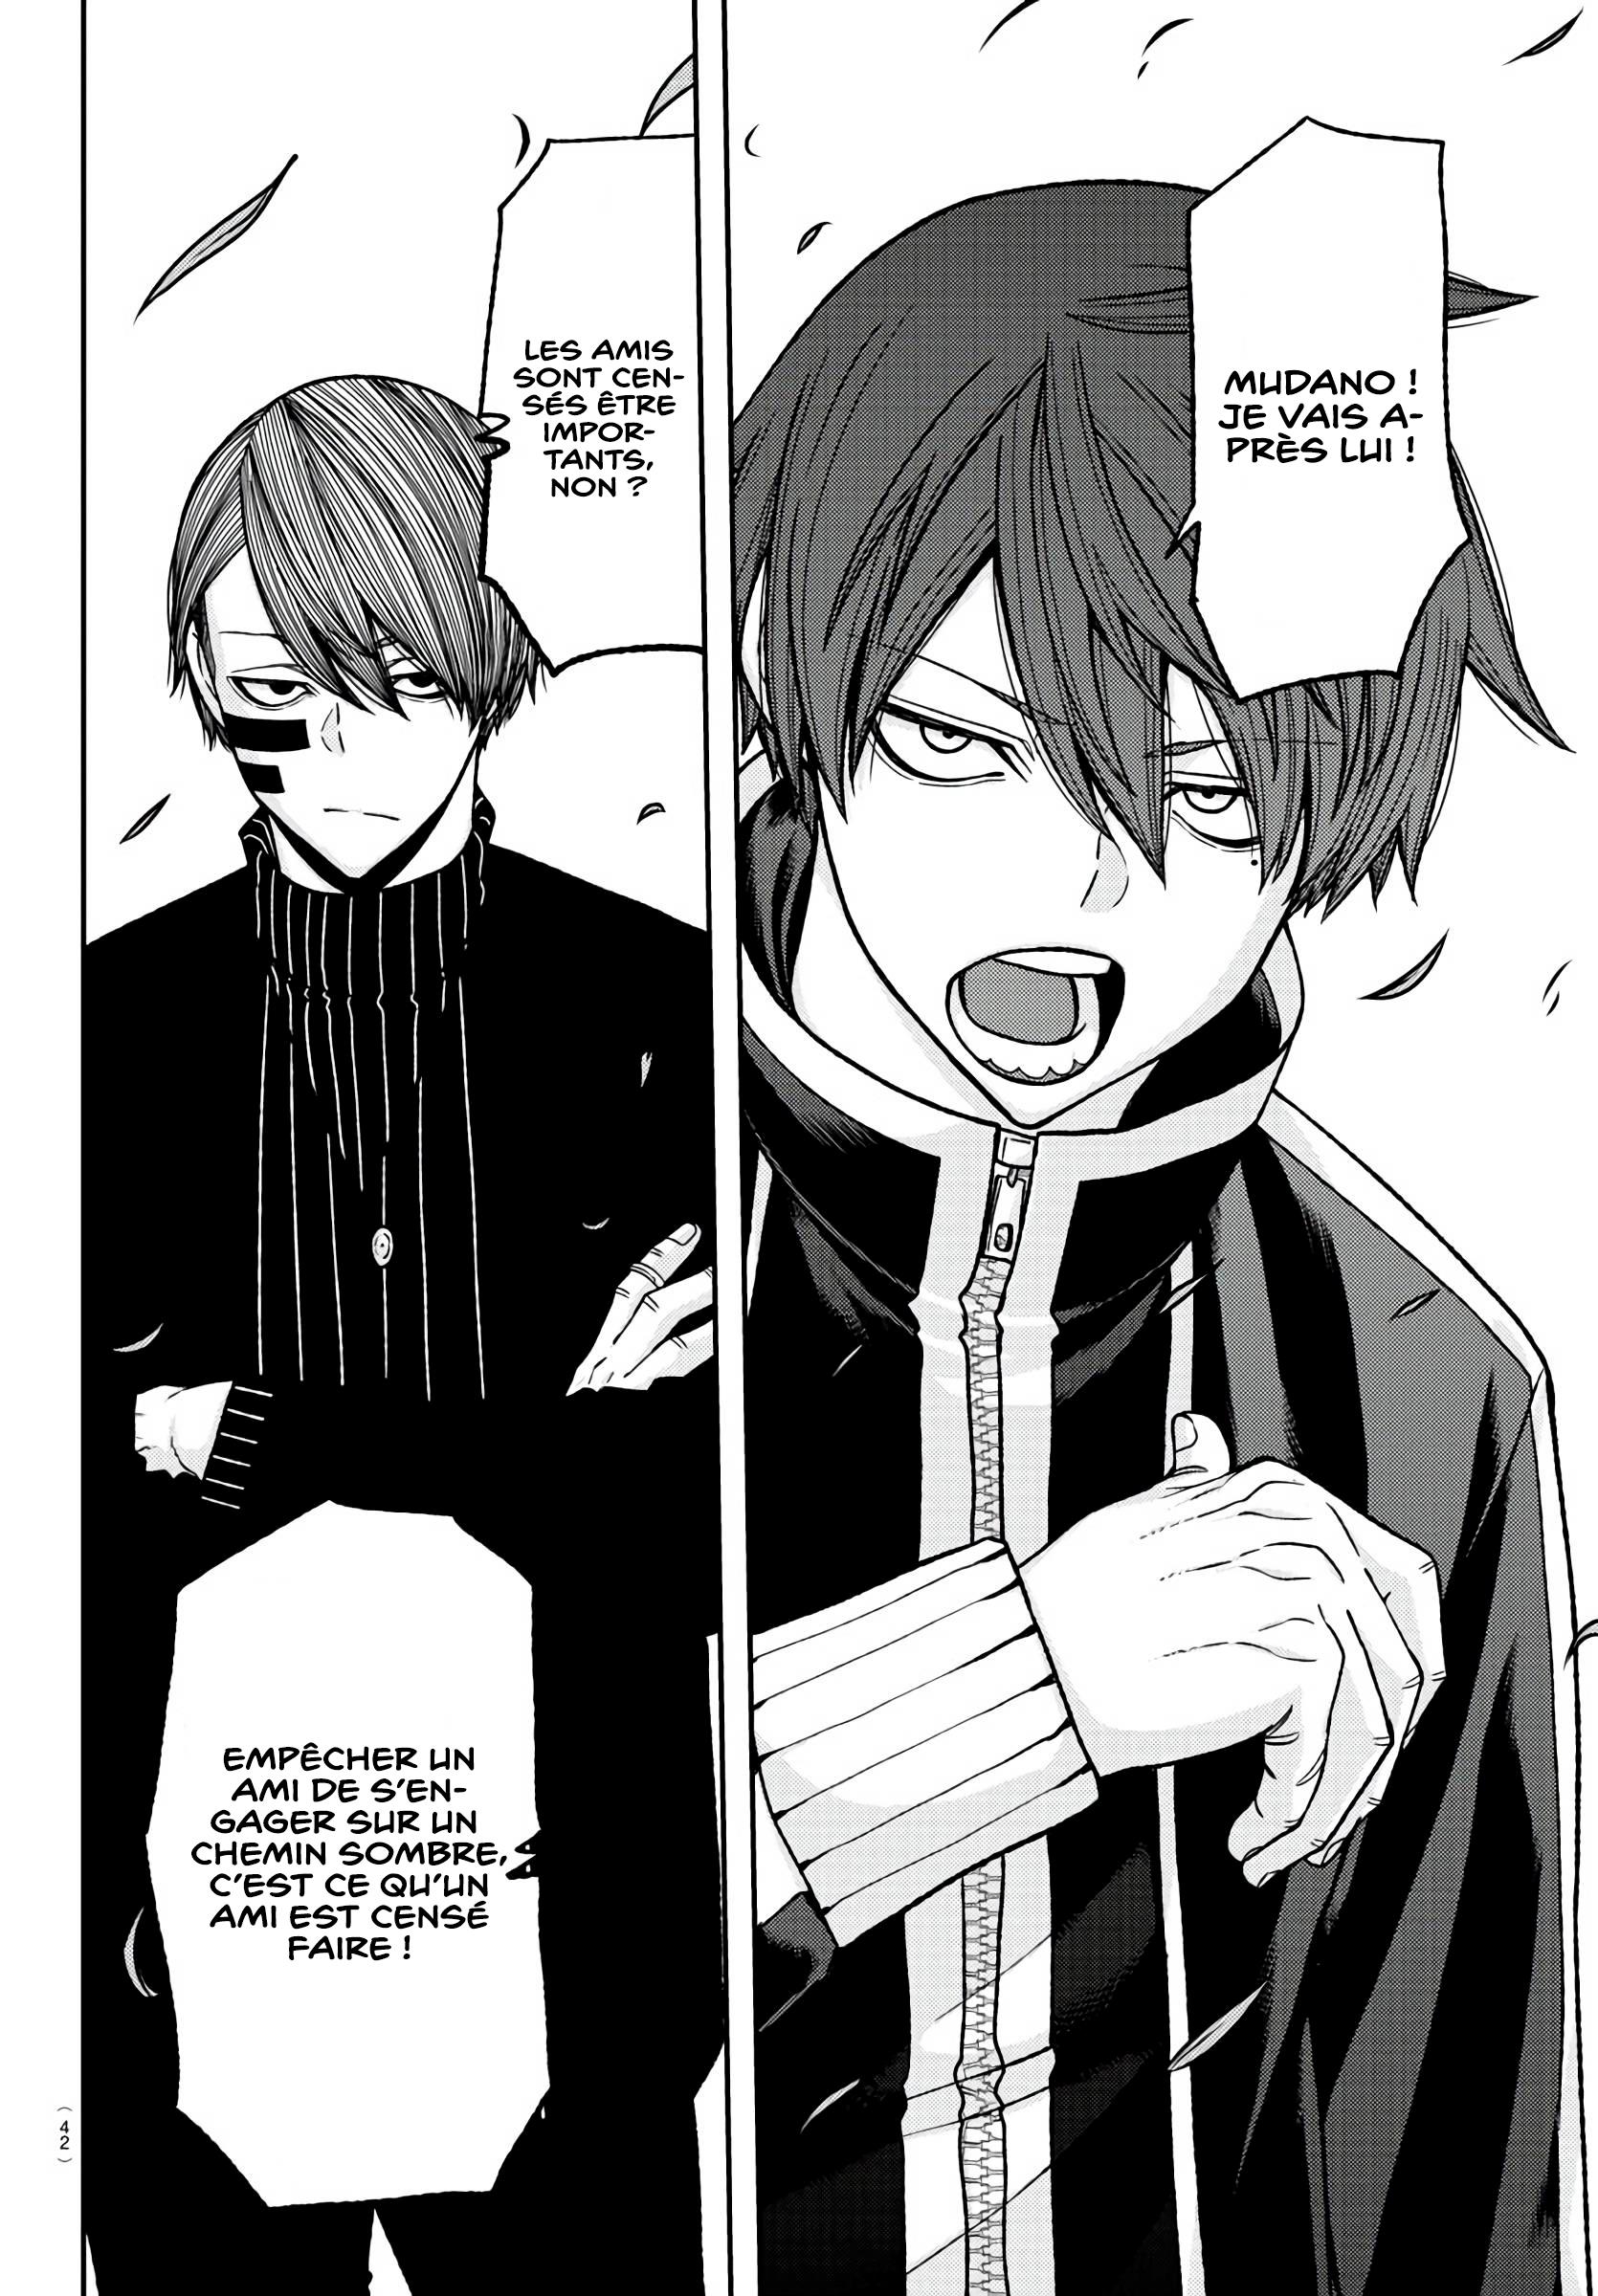 MUDANO !
JE VAIS A-
PRÈS LUI !
LES AMIS
SONT CEN-
SÉS ÊTRE
IMPOR-
TANTS,
NON ?
EMPÊCHER UN
AMI DE S'EN-
GAGER SUR UN
CHEMIN SOMBRE,
C'EST CE QU'UN
AMI EST CENSÉ
FAIRE !
(42)